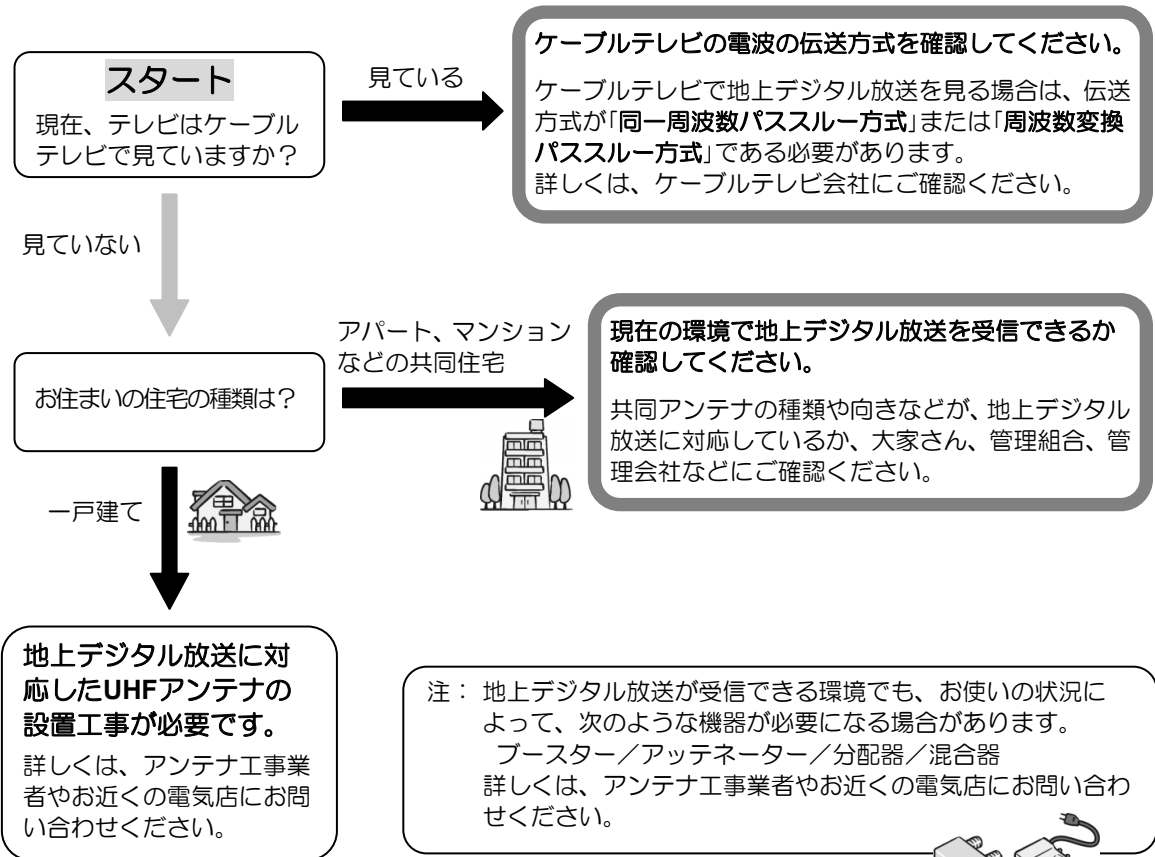 スタート
現在、テレビはケーブル
テレビで見ていますか？
見ている
ケーブルテレビの電波の伝送方式を確認してください。
ケーブルテレビで地上デジタル放送を見る場合は、伝送
方式が「同一周波数パススルー方式」または「周波数変換
パススルー方式」である必要があります。
詳しくは、ケーブルテレビ会社にご確認ください。
見ていない
お住まいの住宅の種類は？
アパート、マンション
などの共同住宅
現在の環境で地上デジタル放送を受信できるか
確認してください。
共同アンテナの種類や向きなどが、地上デジタル
放送に対応しているか、大家さん、管理組合、管
理会社などにご確認ください。
一戸建て
地上デジタル放送に対
応したUHFアンテナの
設置工事が必要です。
詳しくは、アンテナ工事業
者やお近くの電気店にお問
い合わせください。
注： 地上デジタル放送が受信できる環境でも、お使いの状況に
よって、次のような機器が必要になる場合があります。
ブースター／アッテネーター／分配器／混合器
詳しくは、アンテナ工事業者やお近くの電気店にお問い合わ
せください。